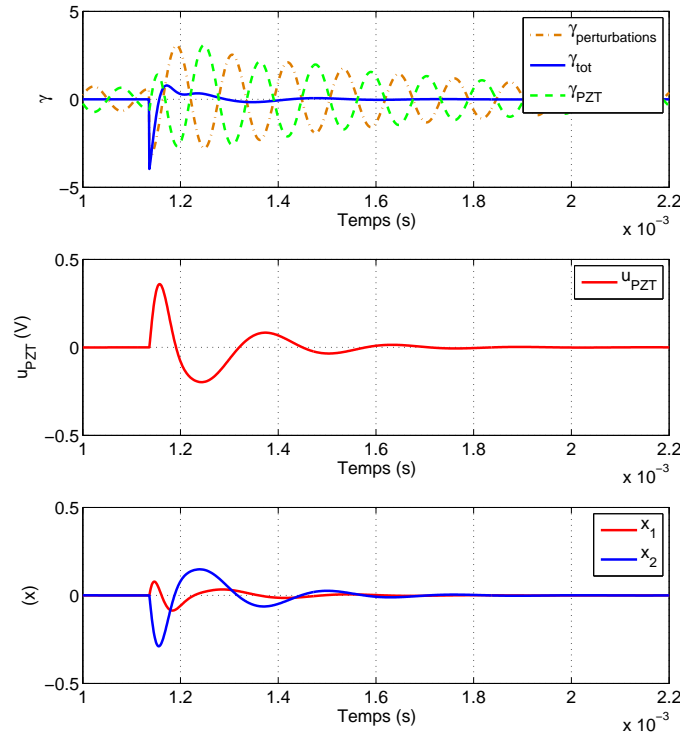 5
0
−5
γ
γperturbations
γtot
γPZT
1
1.2
1.4
1.6
1.8
2
2.2
Temps (s)
x 10−3
0.5
0
−0.5
uPZT (V)
uPZT
1
1.2
1.4
1.6
1.8
2
2.2
Temps (s)
x 10−3
0.5
0
−0.5
(x)
x1
x2
1
1.2
1.4
1.6
1.8
2
2.2
Temps (s)
x 10−3